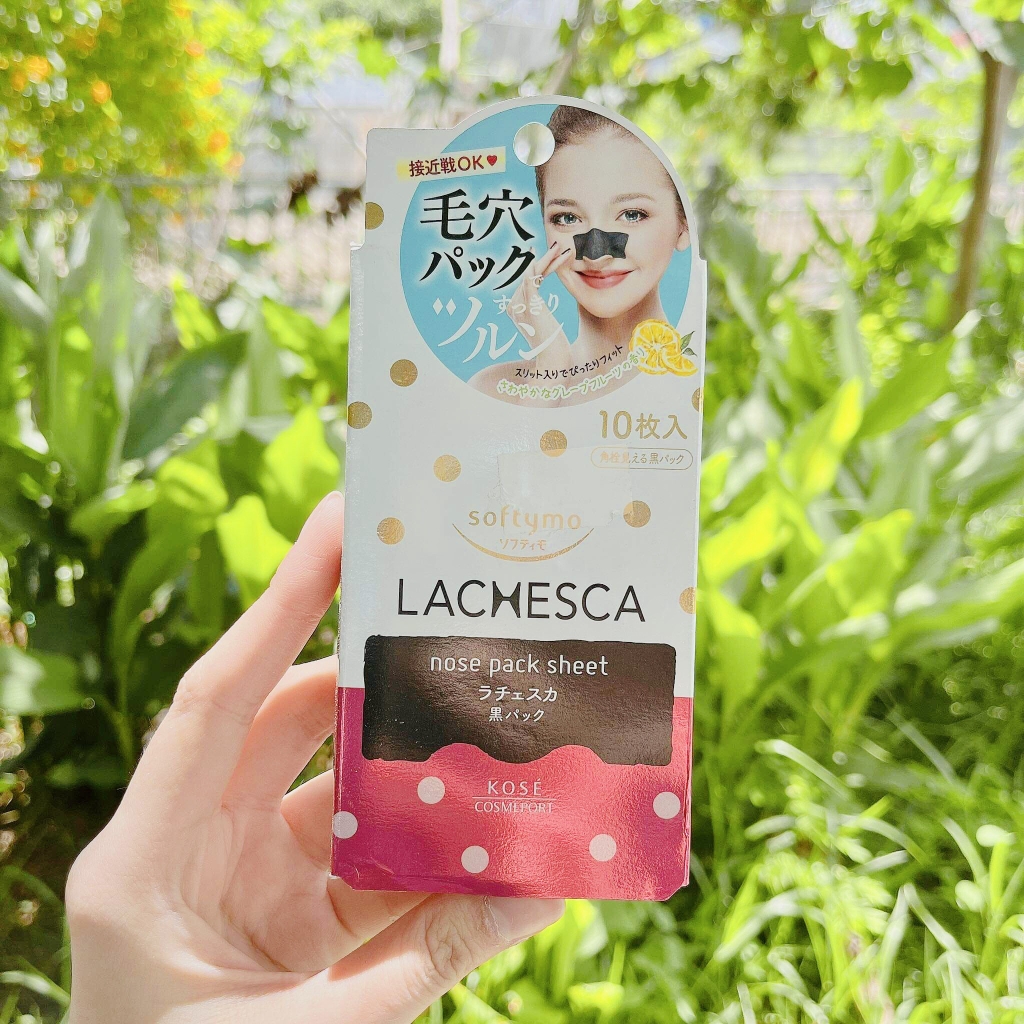 接近戦OK♥
毛穴
パックで
すっきり
ツルン
スリット入りでぴったりフィット
さわやかなグレープフルーツの香り
10枚入
角栓見える黒パック
softymo
ソフティモ
LACHESCA
nose pack sheet
ラチェスカ
黒パック
KOSÉ
COSMEPORT